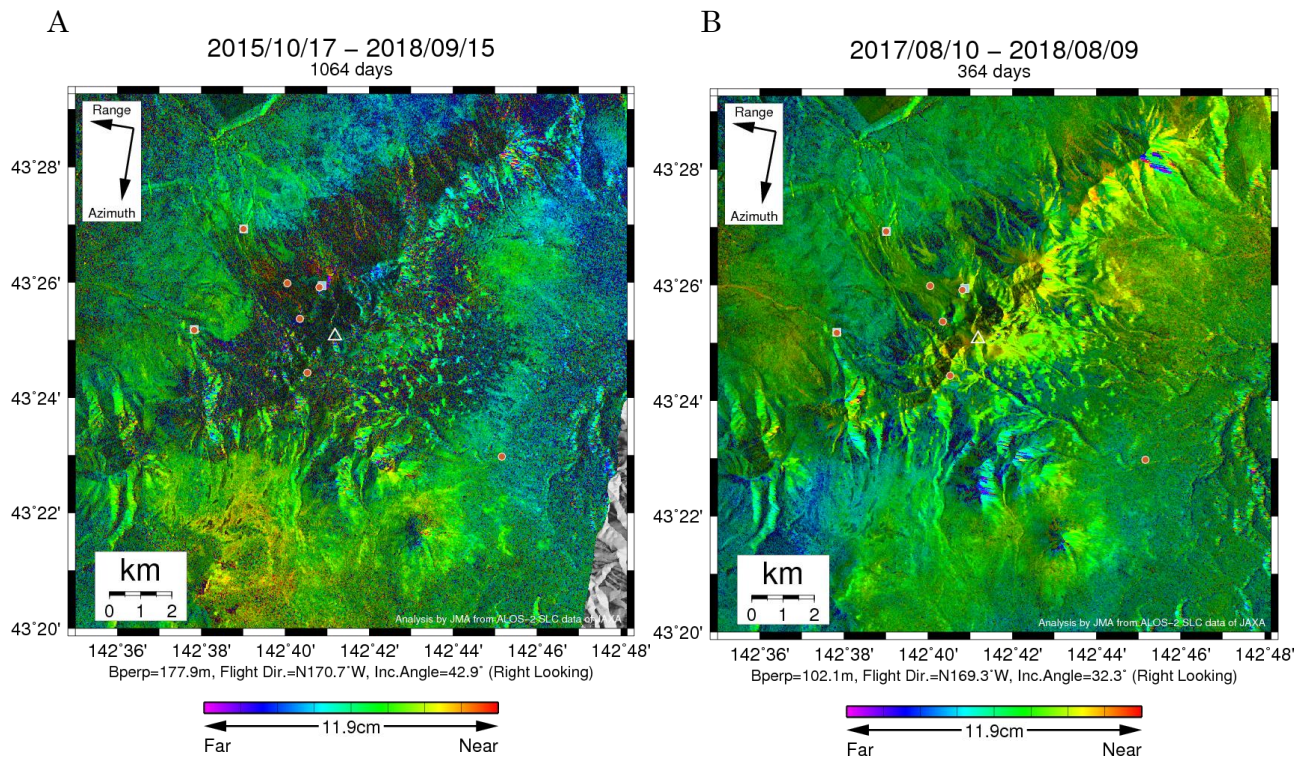 A
2015/10/17 – 2018/09/15
1064 days
Range
Azimuth
43˚28'
43˚26'
43˚24'
43˚22'
43˚20'
km
0 1 2
Analysis by JMA from ALOS−2 SLC data of JAXA
142˚36' 142˚38' 142˚40' 142˚42' 142˚44' 142˚46' 142˚48'
Bperp=177.9m, Flight Dir.=N170.7˚W, Inc.Angle=42.9˚ (Right Looking)
11.9cm
Far Near
B
2017/08/10 – 2018/08/09
364 days
Range
Azimuth
43˚28'
43˚26'
43˚24'
43˚22'
43˚20'
km
0 1 2
Analysis by JMA from ALOS−2 SLC data of JAXA
142˚36' 142˚38' 142˚40' 142˚42' 142˚44' 142˚46' 142˚48'
Bperp=102.1m, Flight Dir.=N169.3˚W, Inc.Angle=32.3˚ (Right Looking)
11.9cm
Far Near